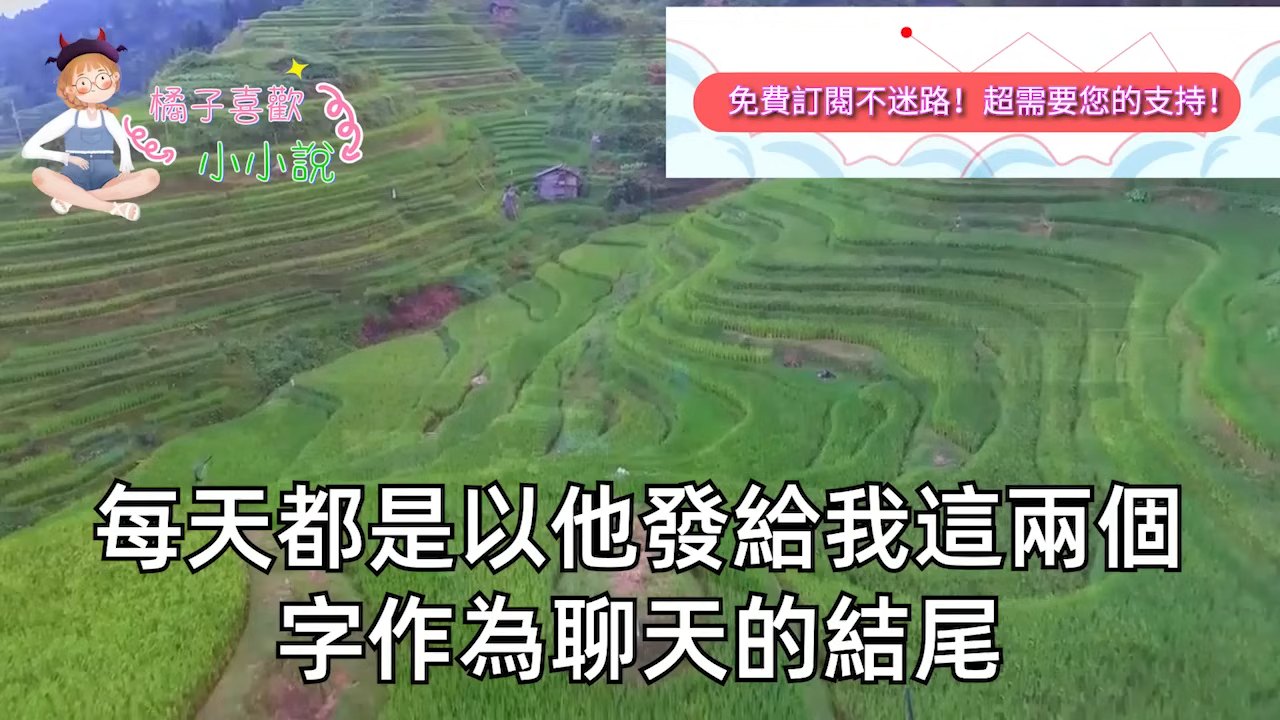 橘子喜歡
小小說
免費訂閱不迷路！超需要您的支持！
每天都是以他發給我這兩個
字作為聊天的結尾